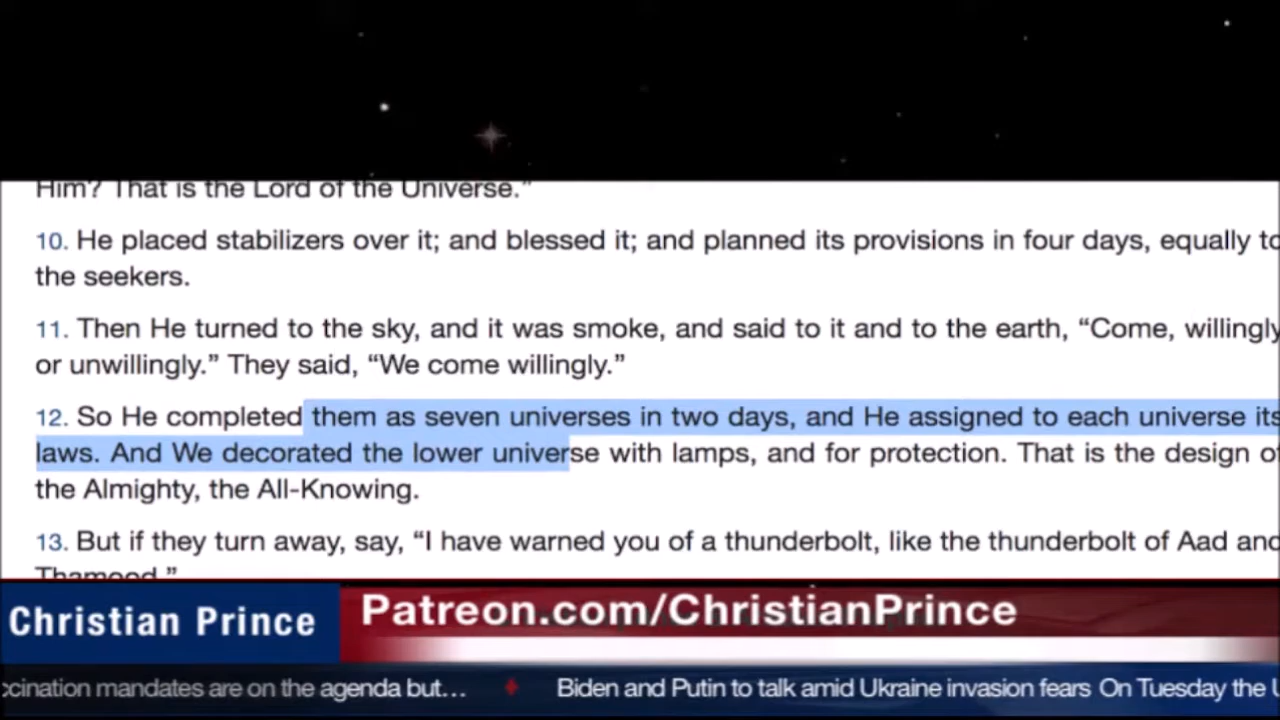 Him? That is the Lord of the Universe.”
10. He placed stabilizers over it; and blessed it; and planned its provisions in four days, equally to
the seekers.
11. Then He turned to the sky, and it was smoke, and said to it and to the earth, “Come, willingly
or unwillingly.” They said, “We come willingly.”
12. So He completed them as seven universes in two days, and He assigned to each universe its
laws. And We decorated the lower universe with lamps, and for protection. That is the design of
the Almighty, the All-Knowing.
13. But if they turn away, say, “I have warned you of a thunderbolt, like the thunderbolt of Aad and
Thamood.”
Christian Prince
Patreon.com/ChristianPrince
ccination mandates are on the agenda but... Biden and Putin to talk amid Ukraine invasion fears On Tuesday the